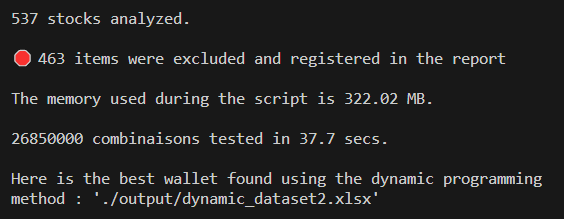 537 stocks analyzed.
🛑 463 items were excluded and registered in the report
The memory used during the script is 322.02 MB.
26850000 combinaisons tested in 37.7 secs.
Here is the best wallet found using the dynamic programming
method : './output/dynamic_dataset2.xlsx'